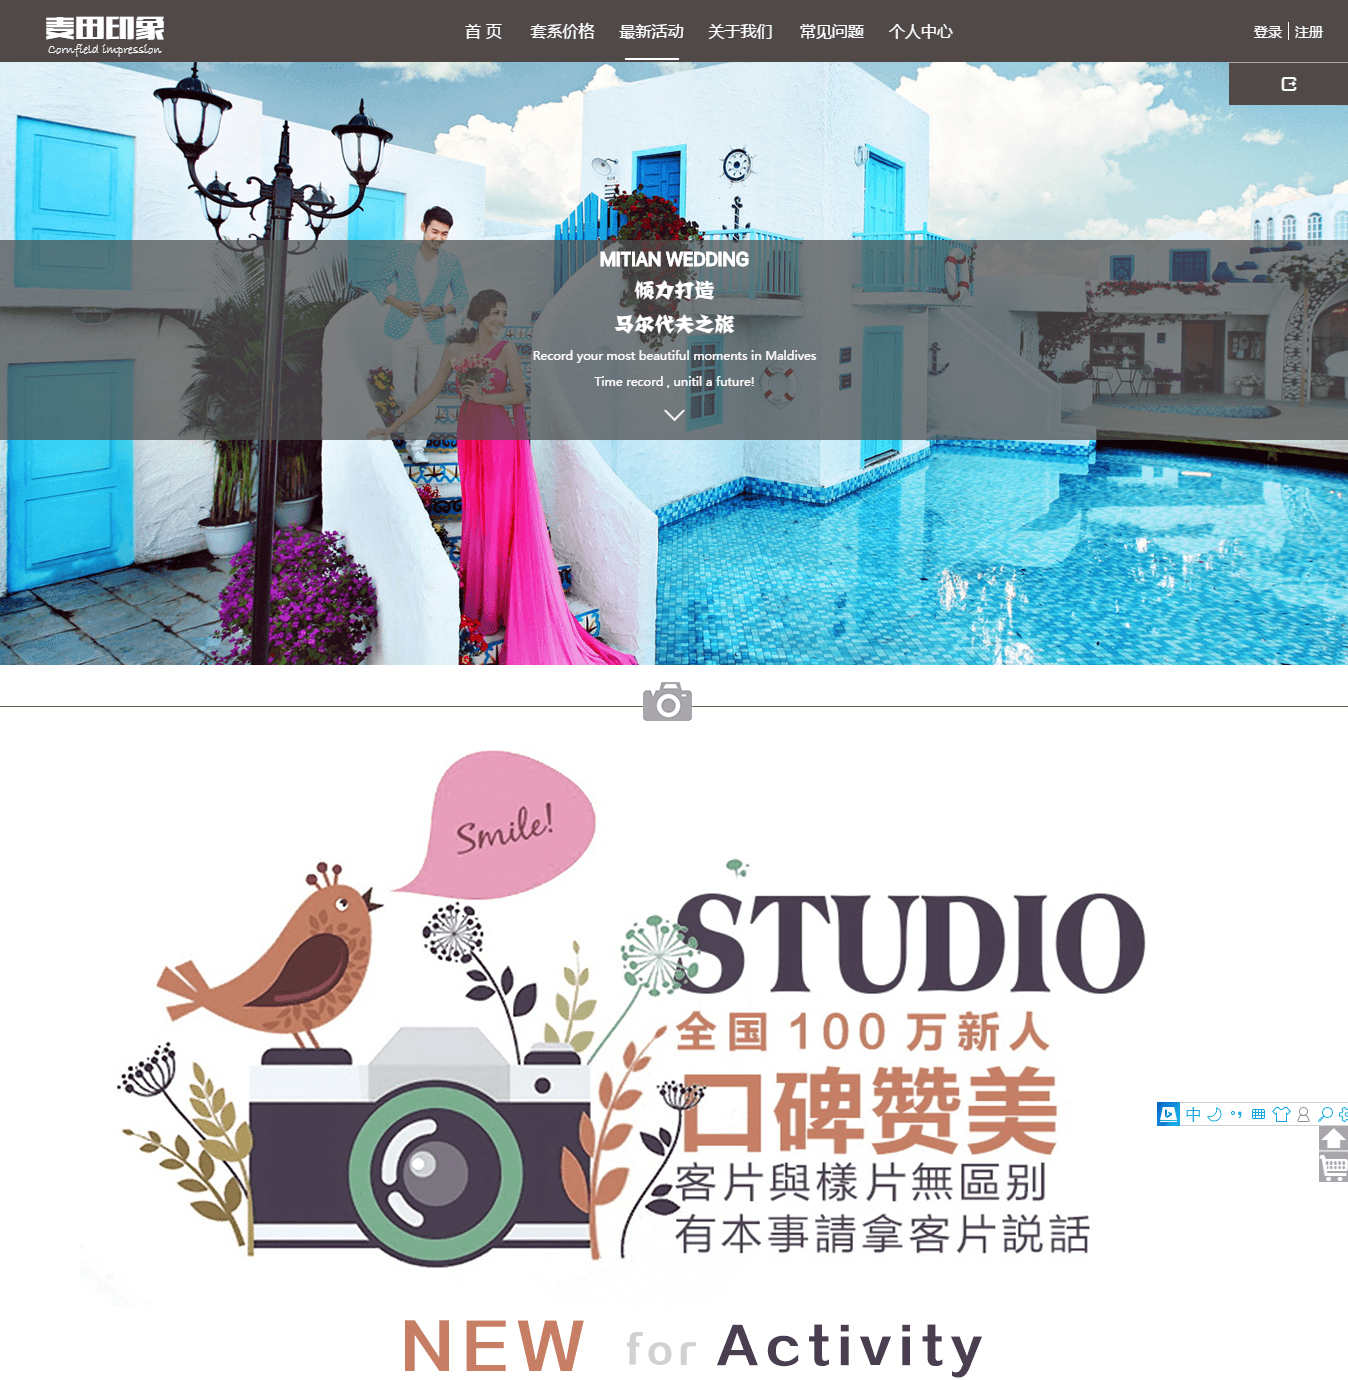 麦田印象
Cornfield Impression
首 页 套系价格 最新活动 关于我们 常见问题 个人中心
登录 注册
MITIAN WEDDING
倾力打造
马尔代夫之旅
Record your most beautiful moments in Maldives
Time record , unitil a future!
Smile!
STUDIO
全国100万新人
口碑赞美
客片與樣片無區别
有本事請拿客片説話
中
NEW for Activity